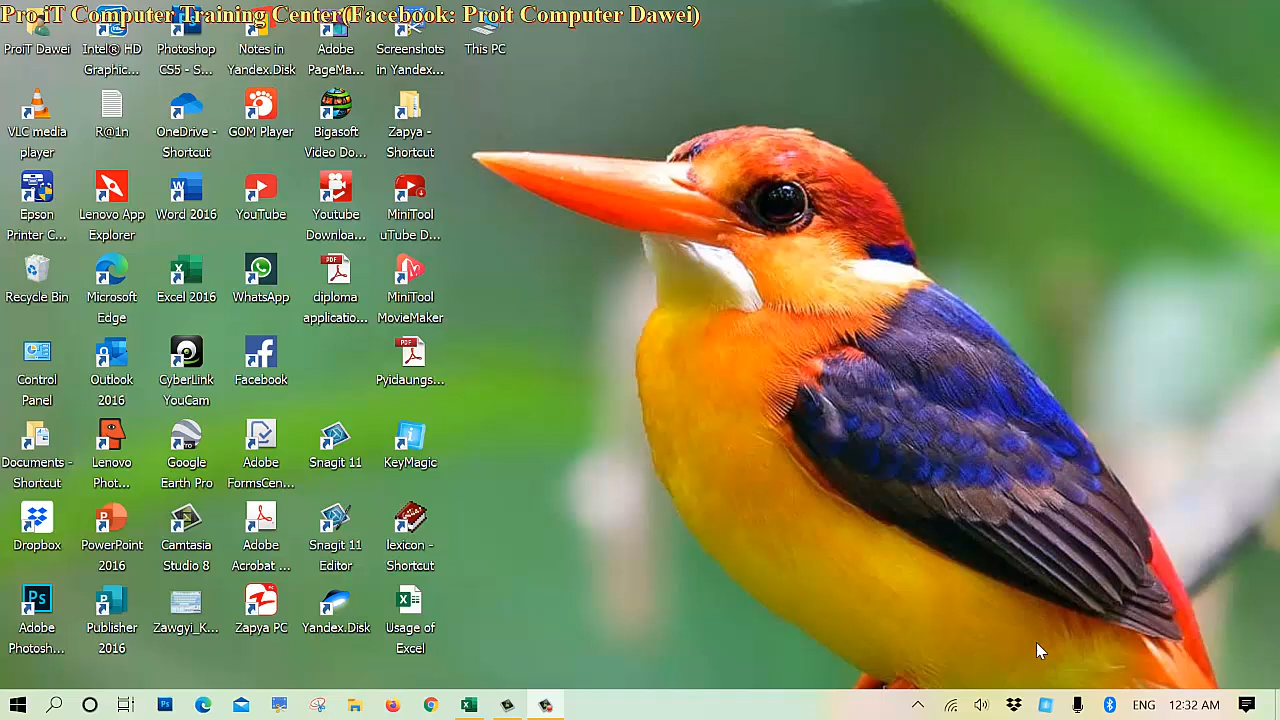 Pro iT Computer Training Center(Facebook: Proit Computer Dawei)
ProiT Dawei
Intel® HD
Graphic...
Photoshop
CS5 - S...
Notes in
Yandex.Disk
Adobe
PageMa...
Screenshots
in Yandex...
This PC
VLC media
player
R@1n
OneDrive -
Shortcut
GOM Player
Bigasoft
Video Do...
Zapya -
Shortcut
Epson
Printer C...
Lenovo App
Explorer
Word 2016
YouTube
Youtube
Downloa...
MiniTool
uTube D...
Recycle Bin
Microsoft
Edge
Excel 2016
WhatsApp
PDF
diploma
applicatio...
MiniTool
MovieMaker
Control
Panel
Outlook
2016
CyberLink
YouCam
Facebook
PDF
Pyidaungs...
Documents -
Shortcut
Lenovo
Phot...
Google
Earth Pro
Adobe
FormsCen...
Snagit 11
KeyMagic
Dropbox
PowerPoint
2016
Camtasia
Studio 8
Adobe
Acrobat ...
Snagit 11
Editor
lexicon -
Shortcut
Adobe
Photosh...
Publisher
2016
Zawgyi_K...
Zapya PC
Yandex.Disk
Usage of
Excel
ENG
12:32 AM